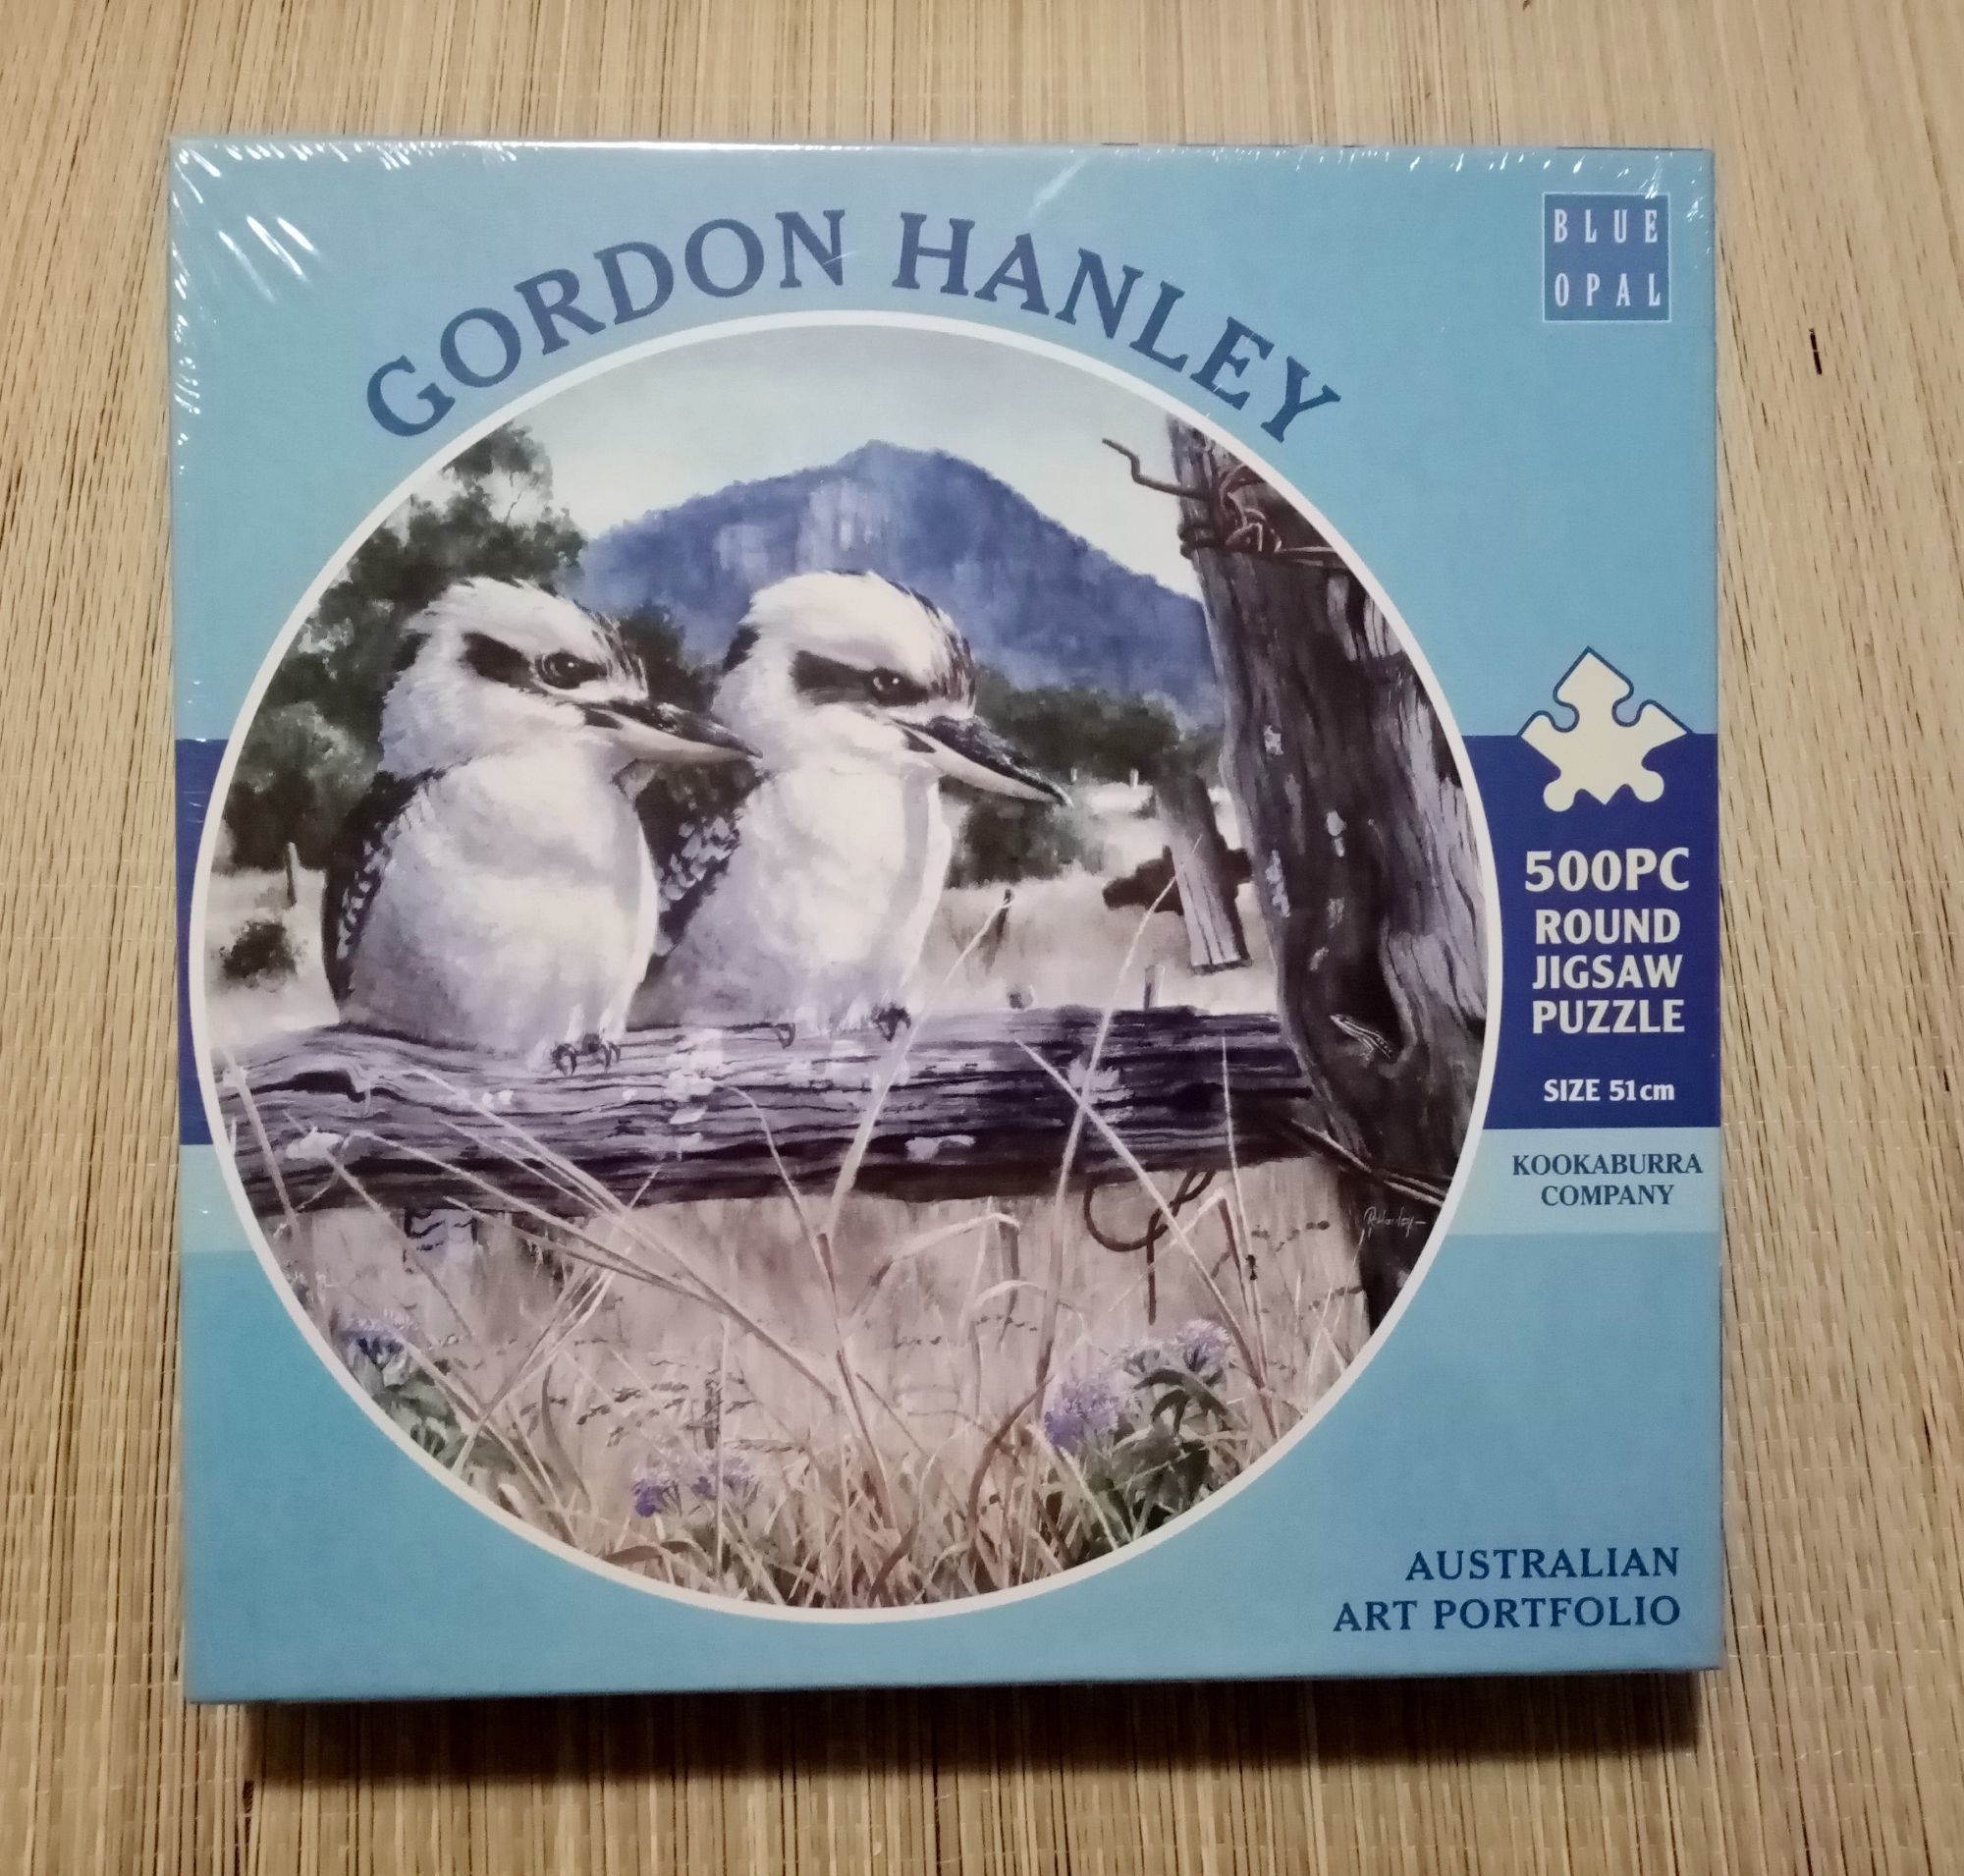 GORDON HANLEY
BLUE
OPAL
500PC
ROUND
JIGSAW
PUZZLE
SIZE 51cm
KOOKABURRA
COMPANY
AUSTRALIAN
ART PORTFOLIO